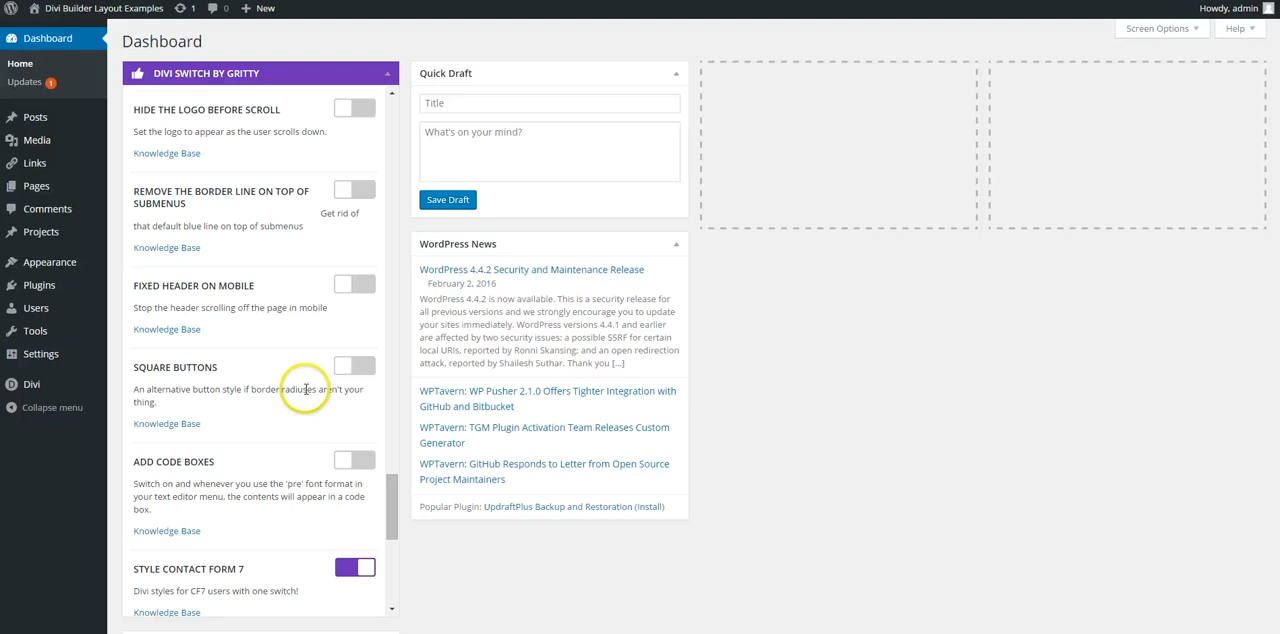 Divi Builder Layout Examples
1
0
New
Howdy, admin
Dashboard
Home
Updates 1
Posts
Media
Links
Pages
Comments
Projects
Appearance
Plugins
Users
Tools
Settings
Divi
Collapse menu
Dashboard
Screen Options
Help
DIVI SWITCH BY GRITTY
HIDE THE LOGO BEFORE SCROLL
Set the logo to appear as the user scrolls down.
Knowledge Base
REMOVE THE BORDER LINE ON TOP OF
SUBMENUS
Get rid of
that default blue line on top of submenus
Knowledge Base
FIXED HEADER ON MOBILE
Stop the header scrolling off the page in mobile
Knowledge Base
SQUARE BUTTONS
An alternative button style if border radiuses aren't your
thing.
Knowledge Base
ADD CODE BOXES
Switch on and whenever you use the 'pre' font format in
your text editor menu, the contents will appear in a code
box.
Knowledge Base
STYLE CONTACT FORM 7
Divi styles for CF7 users with one switch!
Knowledge Base
Quick Draft
Title
What's on your mind?
Save Draft
WordPress News
WordPress 4.4.2 Security and Maintenance Release
February 2, 2016
WordPress 4.4.2 is now available. This is a security release for
all previous versions and we strongly encourage you to update
your sites immediately. WordPress versions 4.4.1 and earlier
are affected by two security issues: a possible SSRF for certain
local URIs, reported by Ronni Skansing; and an open redirection
attack, reported by Shailesh Suthar. Thank you […]
WPTavern: WP Pusher 2.1.0 Offers Tighter Integration with
GitHub and Bitbucket
WPTavern: TGM Plugin Activation Team Releases Custom
Generator
WPTavern: GitHub Responds to Letter from Open Source
Project Maintainers
Popular Plugin: UpdraftPlus Backup and Restoration (Install)